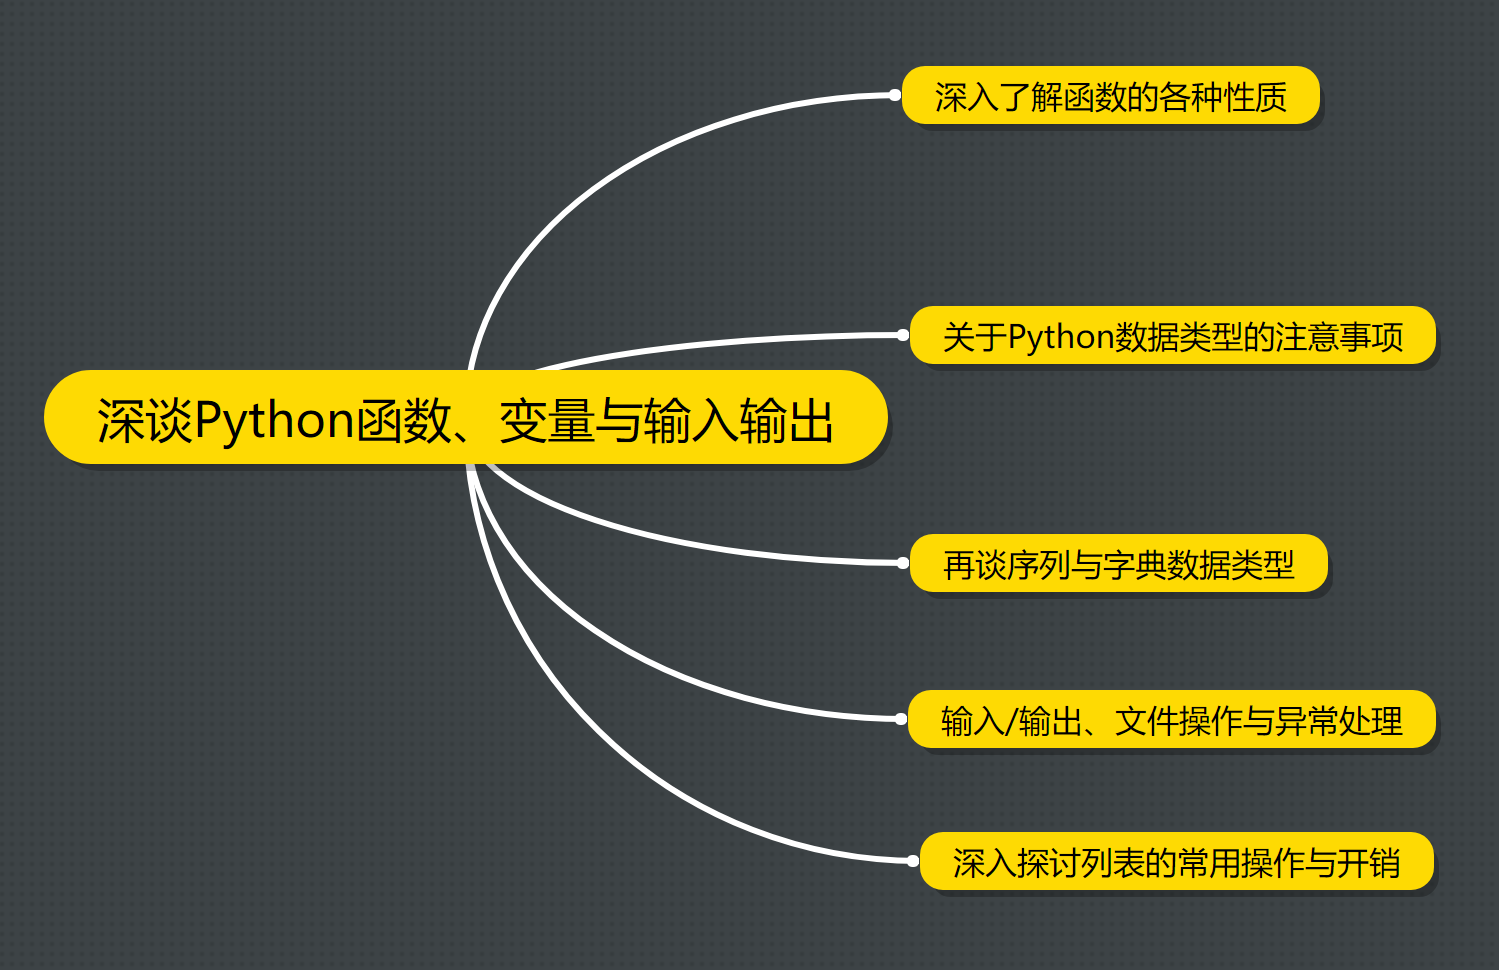 深入了解函数的各种性质
关于Python数据类型的注意事项
深谈Python函数、变量与输入输出
再谈序列与字典数据类型
输入/输出、文件操作与异常处理
深入探讨列表的常用操作与开销